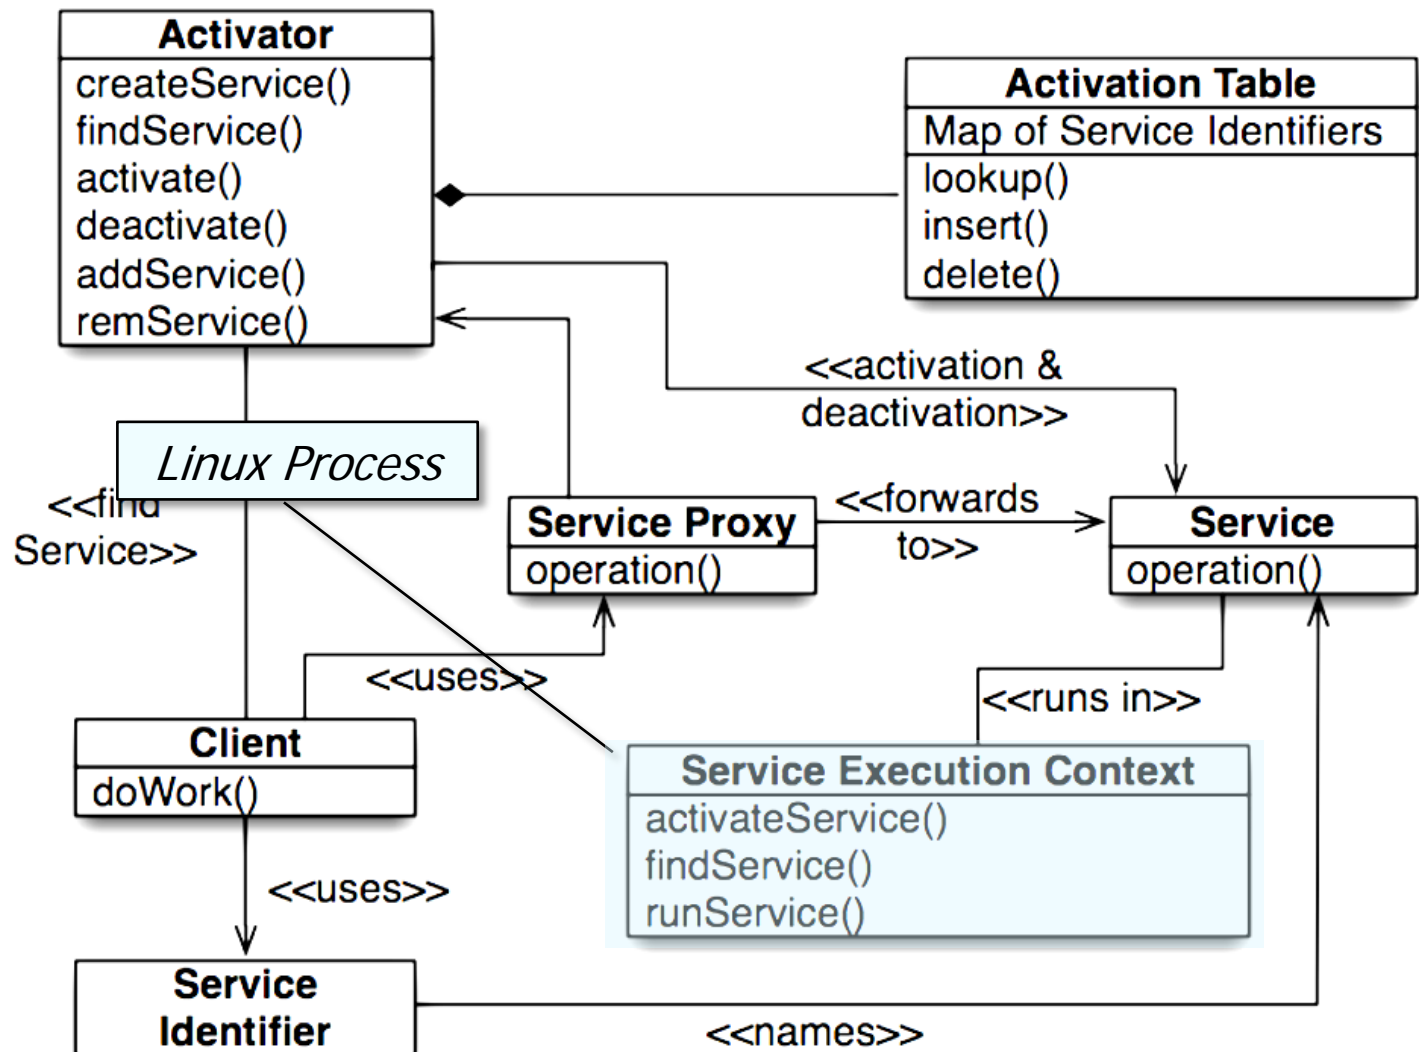 Activator
createService()
findService()
activate()
deactivate()
addService()
remService()
Activation Table
Map of Service Identifiers
lookup()
insert()
delete()
<<activation &
deactivation>>
Linux Process
<<find
Service>>
Service Proxy
operation()
<<forwards
to>>
Service
operation()
<<uses>>
<<runs in>>
Client
doWork()
Service Execution Context
activateService()
findService()
runService()
<<uses>>
Service
Identifier
<<names>>